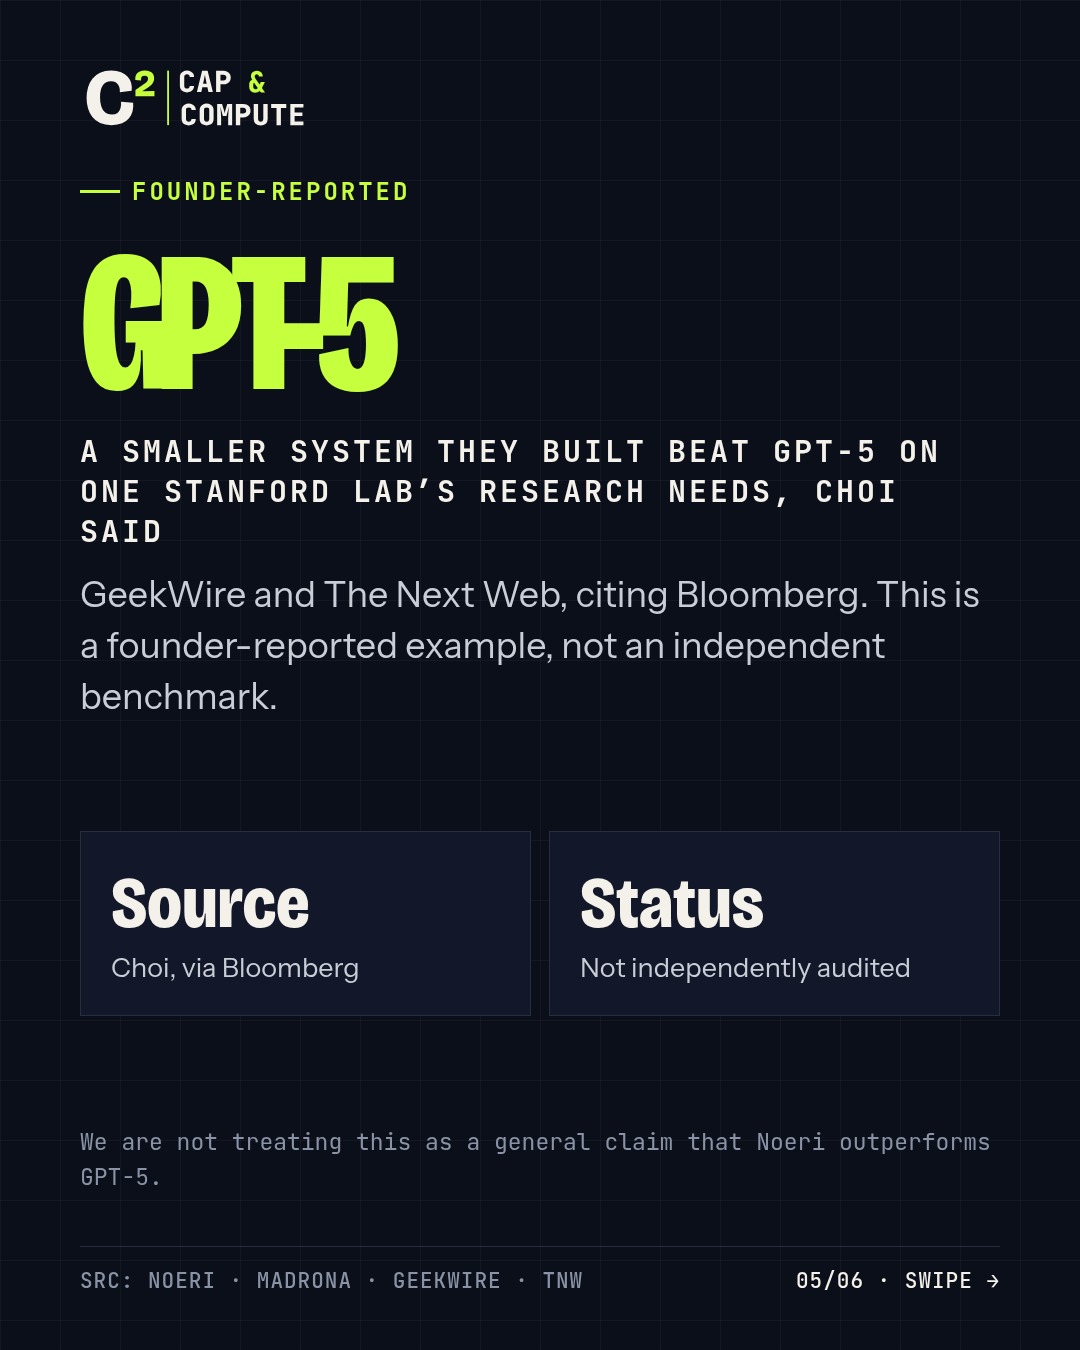 C² CAP &
COMPUTE
FOUNDER-REPORTED
GPT-5
A SMALLER SYSTEM THEY BUILT BEAT GPT-5 ON
ONE STANFORD LAB’S RESEARCH NEEDS, CHOI
SAID
GeekWire and The Next Web, citing Bloomberg. This is
a founder-reported example, not an independent
benchmark.
Source
Choi, via Bloomberg
Status
Not independently audited
We are not treating this as a general claim that Noeri outperforms
GPT-5.
SRC: NOERI · MADRONA · GEEKWIRE · TNW
05/06 · SWIPE →